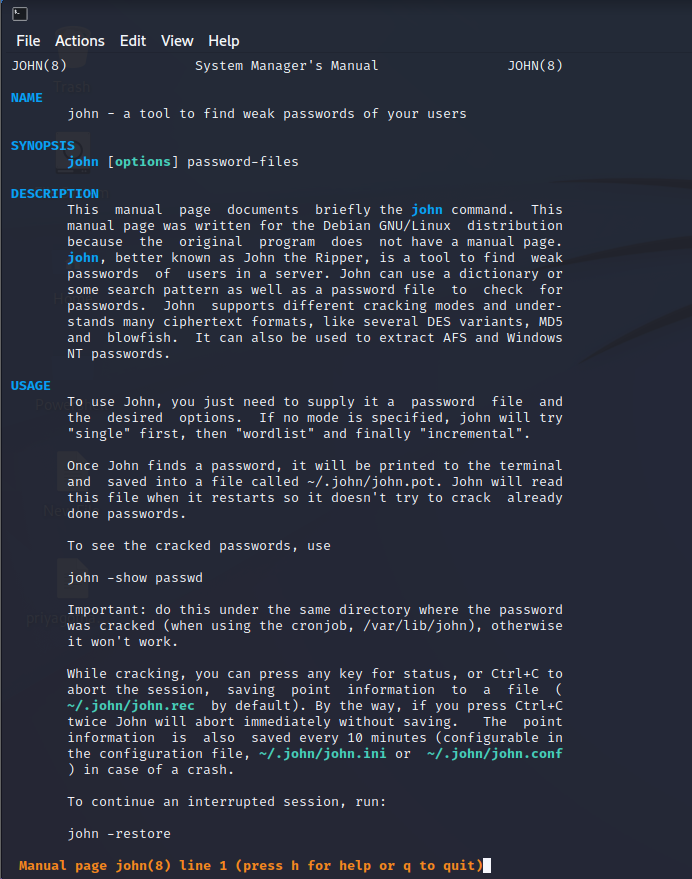 File Actions Edit View Help
JOHN(8) System Manager's Manual JOHN(8)
NAME
john - a tool to find weak passwords of your users
SYNOPSIS
john [options] password-files
DESCRIPTION
This manual page documents briefly the john command. This
manual page was written for the Debian GNU/Linux distribution
because the original program does not have a manual page.
john, better known as John the Ripper, is a tool to find weak
passwords of users in a server. John can use a dictionary or
some search pattern as well as a password file to check for
passwords. John supports different cracking modes and under‐
stands many ciphertext formats, like several DES variants, MD5
and blowfish. It can also be used to extract AFS and Windows
NT passwords.
USAGE
To use John, you just need to supply it a password file and
the desired options. If no mode is specified, john will try
"single" first, then "wordlist" and finally "incremental".
Once John finds a password, it will be printed to the terminal
and saved into a file called ~/.john/john.pot. John will read
this file when it restarts so it doesn't try to crack already
done passwords.
To see the cracked passwords, use
john -show passwd
Important: do this under the same directory where the password
was cracked (when using the cronjob, /var/lib/john), otherwise
it won't work.
While cracking, you can press any key for status, or Ctrl+C to
abort the session, saving point information to a file (
~/.john/john.rec by default). By the way, if you press Ctrl+C
twice John will abort immediately without saving. The point
information is also saved every 10 minutes (configurable in
the configuration file, ~/.john/john.ini or ~/.john/john.conf
) in case of a crash.
To continue an interrupted session, run:
john -restore
Manual page john(8) line 1 (press h for help or q to quit)